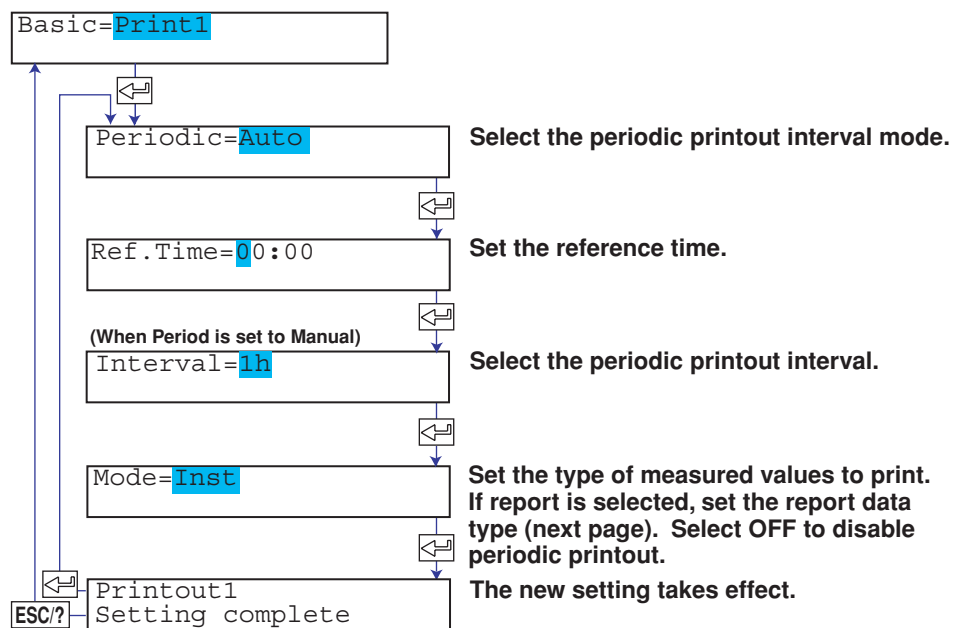 Basic=Print1
Periodic=Auto
Select the periodic printout interval mode.
Ref.Time=00:00
Set the reference time.
(When Period is set to Manual)
Interval=1h
Select the periodic printout interval.
Mode=Inst
Set the type of measured values to print.
If report is selected, set the report data
type (next page).  Select OFF to disable
periodic printout.
Printout1
Setting complete
The new setting takes effect.
ESC/?